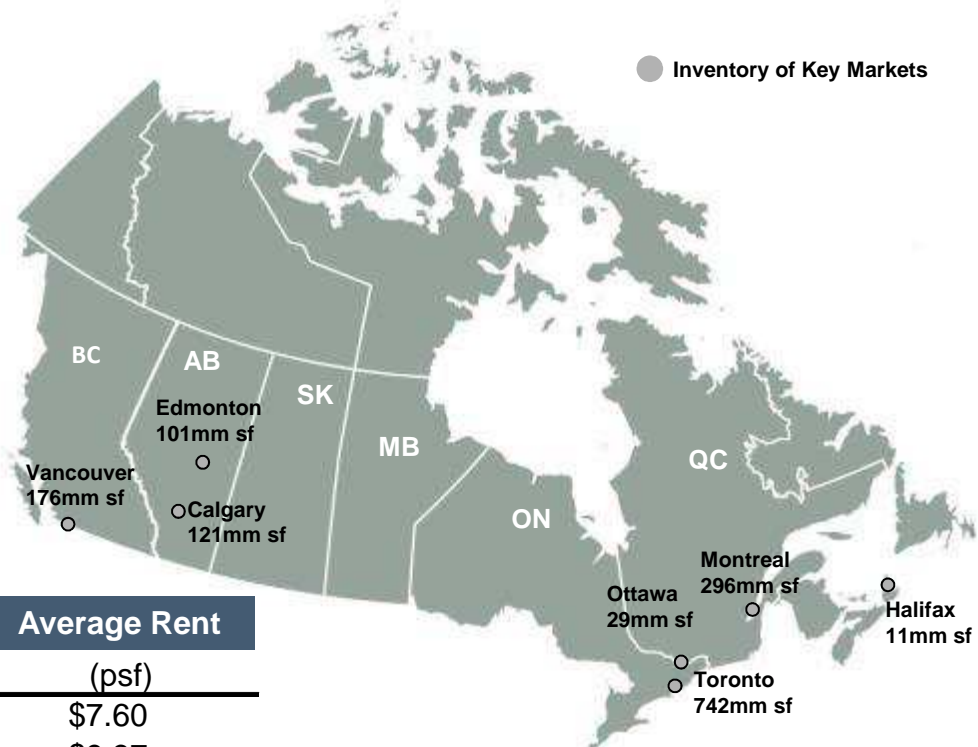 Inventory of Key Markets
BC
AB
SK
MB
ON
QC
Edmonton
101mm sf
Vancouver
176mm sf
Calgary
121mm sf
Montreal
296mm sf
Ottawa
29mm sf
Halifax
11mm sf
Toronto
742mm sf
Average Rent
(psf)
$7.60